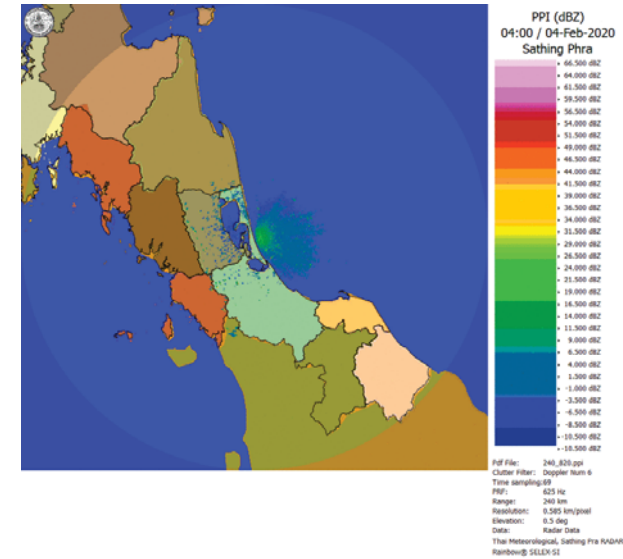 PPI (dBZ)
04:00 / 04-Feb-2020
Sathing Phra
66.500 dBZ
64.000 dBZ
61.500 dBZ
59.500 dBZ
56.500 dBZ
54.000 dBZ
51.500 dBZ
49.000 dBZ
46.500 dBZ
44.000 dBZ
41.500 dBZ
39.000 dBZ
36.500 dBZ
34.000 dBZ
31.500 dBZ
29.000 dBZ
26.500 dBZ
24.000 dBZ
21.500 dBZ
19.000 dBZ
16.500 dBZ
14.000 dBZ
11.500 dBZ
9.000 dBZ
6.500 dBZ
4.000 dBZ
1.500 dBZ
-1.000 dBZ
-3.500 dBZ
-6.500 dBZ
-8.500 dBZ
-10.500 dBZ
-10.500 dBZ
Pdf File: 240_820.ppi
Clutter Filter: Doppler Num 6
Time sampling:69
PRF: 625 Hz
Range: 240 km
Resolution: 0.585 km/pixel
Elevation: 0.5 deg
Data: Radar Data
Thai Meteorological, Sathing Pra RADAR
Rainbow® SELEX-SI